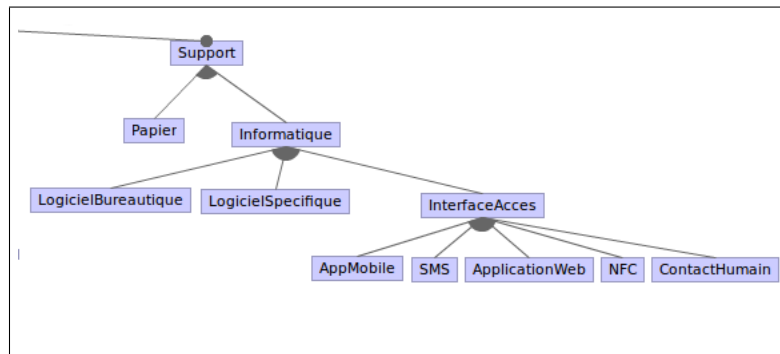 Support
Papier
Informatique
LogicielBureautique
LogicielSpecifique
InterfaceAcces
AppMobile
SMS
ApplicationWeb
NFC
ContactHumain